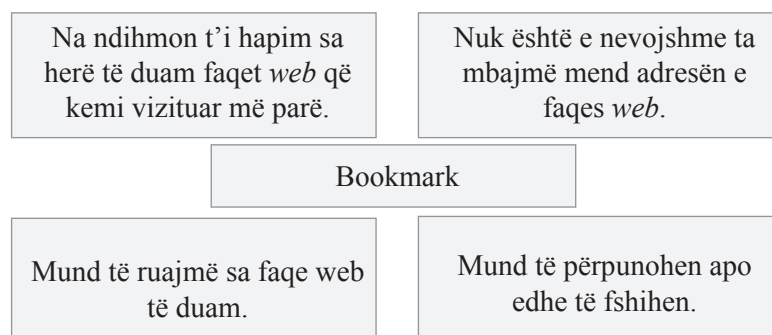 Na ndihmon t’i hapim sa
herë të duam faqet web që
kemi vizituar më parë.
Nuk është e nevojshme ta
mbajmë mend adresën e
faqes web.
Bookmark
Mund të ruajmë sa faqe web
të duam.
Mund të përpunohen apo
edhe të fshihen.